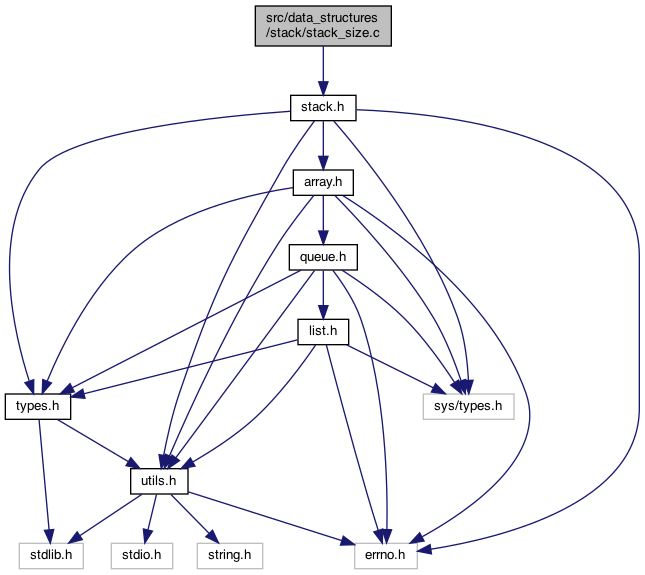 src/data_structures
/stack/stack_size.c
stack.h
array.h
queue.h
list.h
types.h
sys/types.h
utils.h
stdlib.h
stdio.h
string.h
errno.h